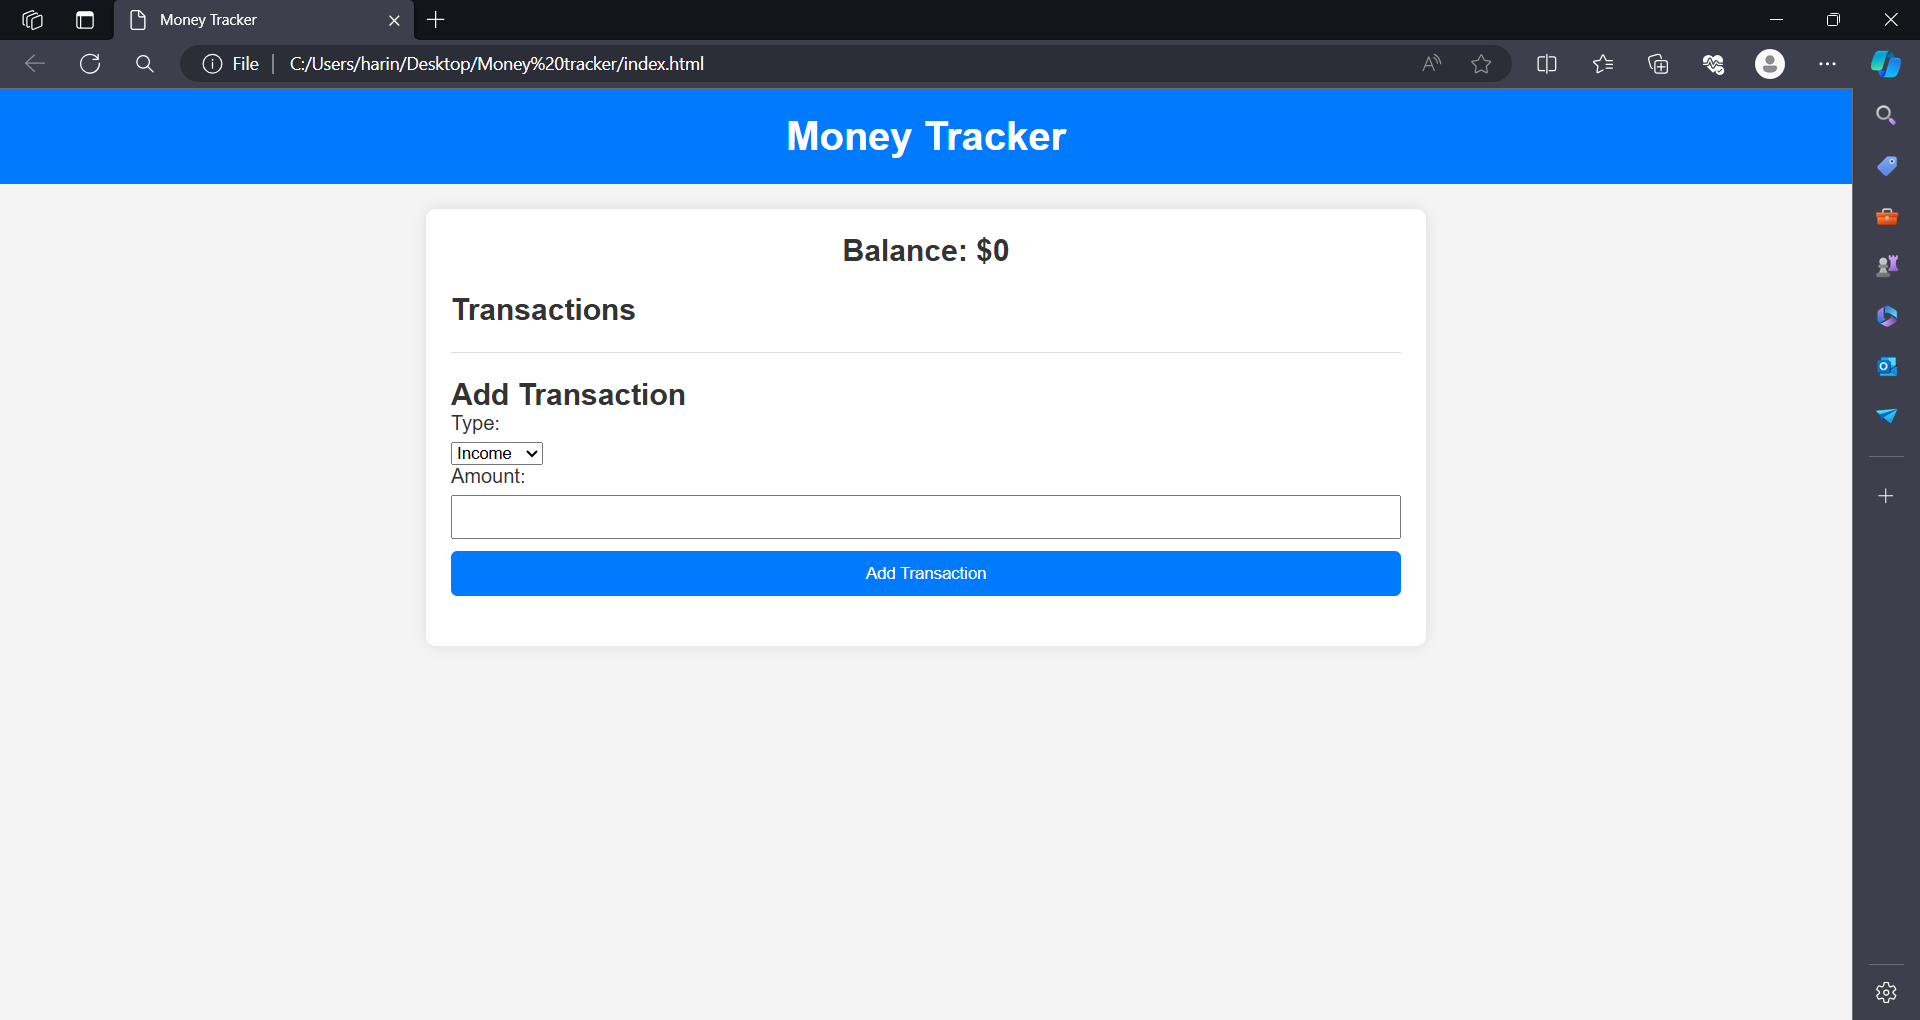 Money Tracker
File
C:/Users/harin/Desktop/Money%20tracker/index.html
Money Tracker
Balance: $0
Transactions
Add Transaction
Type:
Income
Amount:
Add Transaction